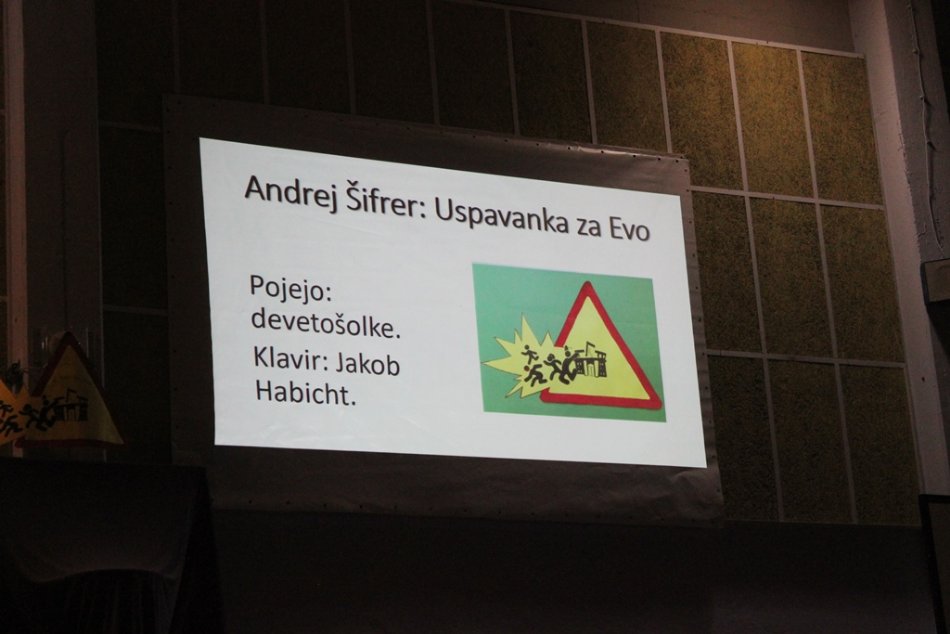 Andrej Šifrer: Uspavanka za Evo
Pojejo:
devetošolke.
Klavir: Jakob
Habicht.